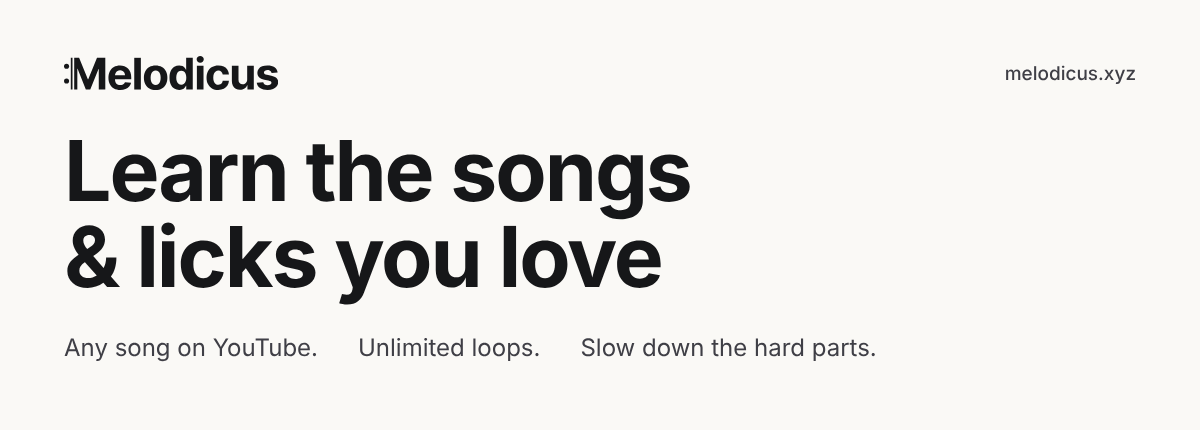 Melodicus
melodicus.xyz
Learn the songs
& licks you love
Any song on YouTube. Unlimited loops. Slow down the hard parts.